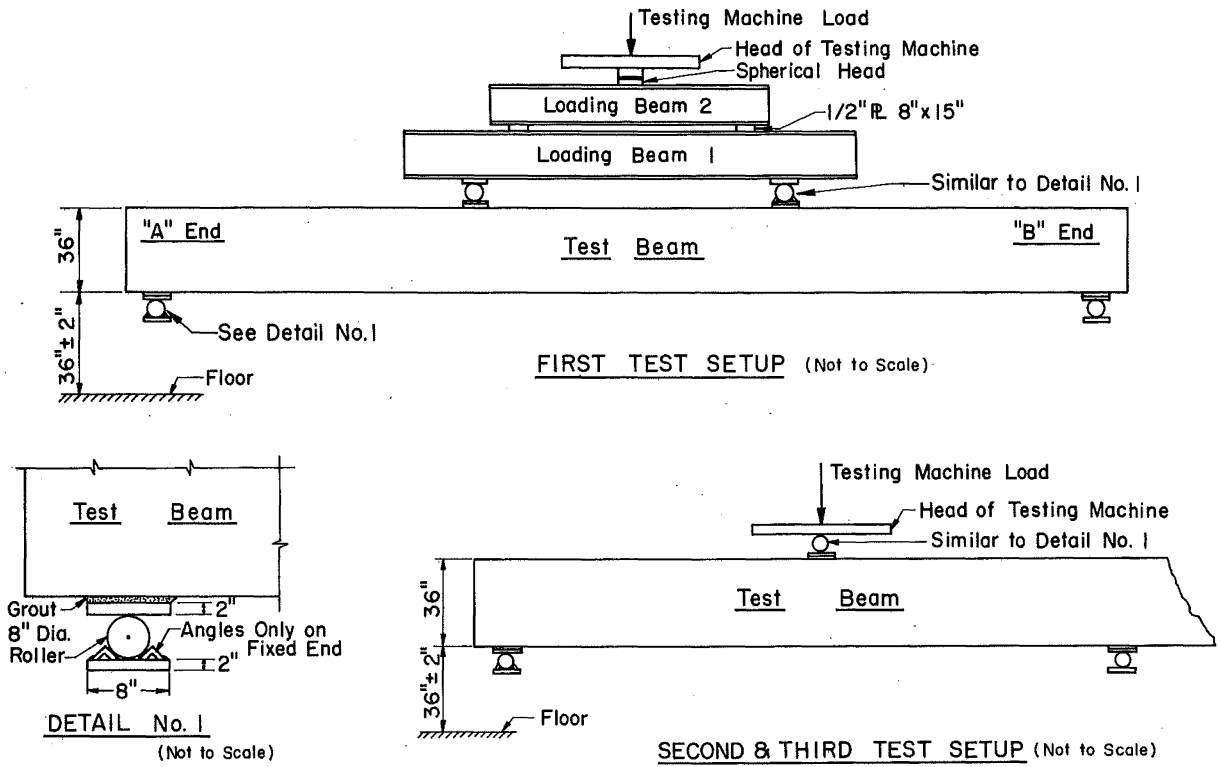 Testing Machine Load
Head of Testing Machine
Spherical Head
Loading Beam 2
1/2" ⅊ 8"x15"
Loading Beam 1
Similar to Detail No. 1
"A" End
"B" End
36"
Test Beam
36"± 2"
See Detail No. 1
FIRST TEST SETUP (Not to Scale)
Floor
Test Beam
Grout
2"
8" Dia.
Roller
Angles Only on
Fixed End
2"
8"
DETAIL No. 1
(Not to Scale)
Testing Machine Load
Head of Testing Machine
Similar to Detail No. 1
36"
Test Beam
36"± 2"
Floor
SECOND & THIRD TEST SETUP (Not to Scale)